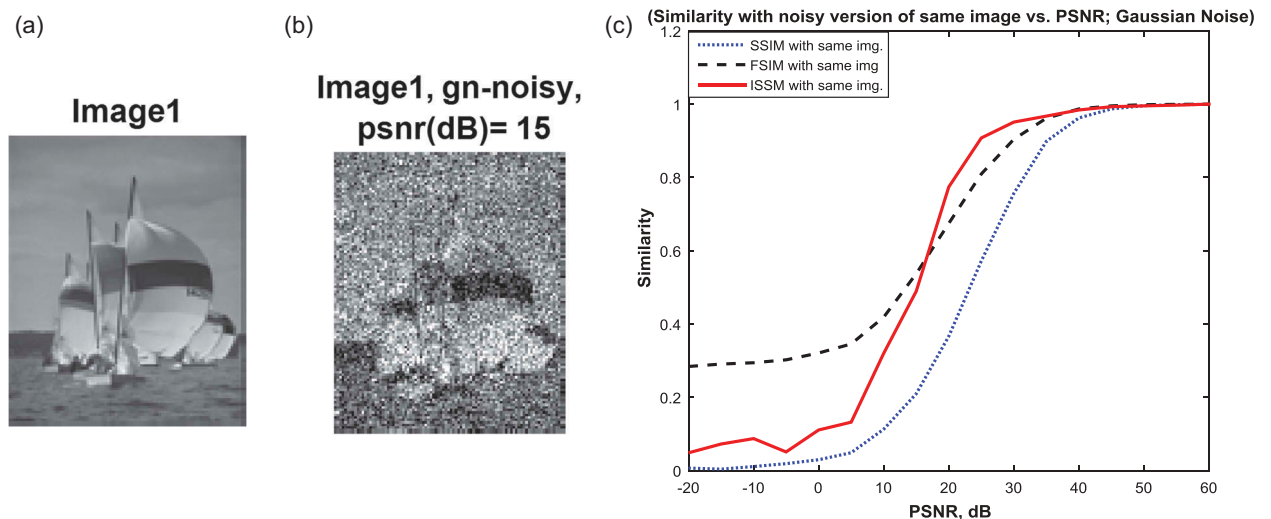 (a)
Image1
(b)
Image1, gn-noisy,
psnr(dB)= 15
(c)
(Similarity with noisy version of same image vs. PSNR; Gaussian Noise)
SSIM with same img.
FSIM with same img
ISSM with same img.
Similarity
1.2
1
0.8
0.6
0.4
0.2
0
-20
-10
0
10
20
30
40
50
60
PSNR, dB